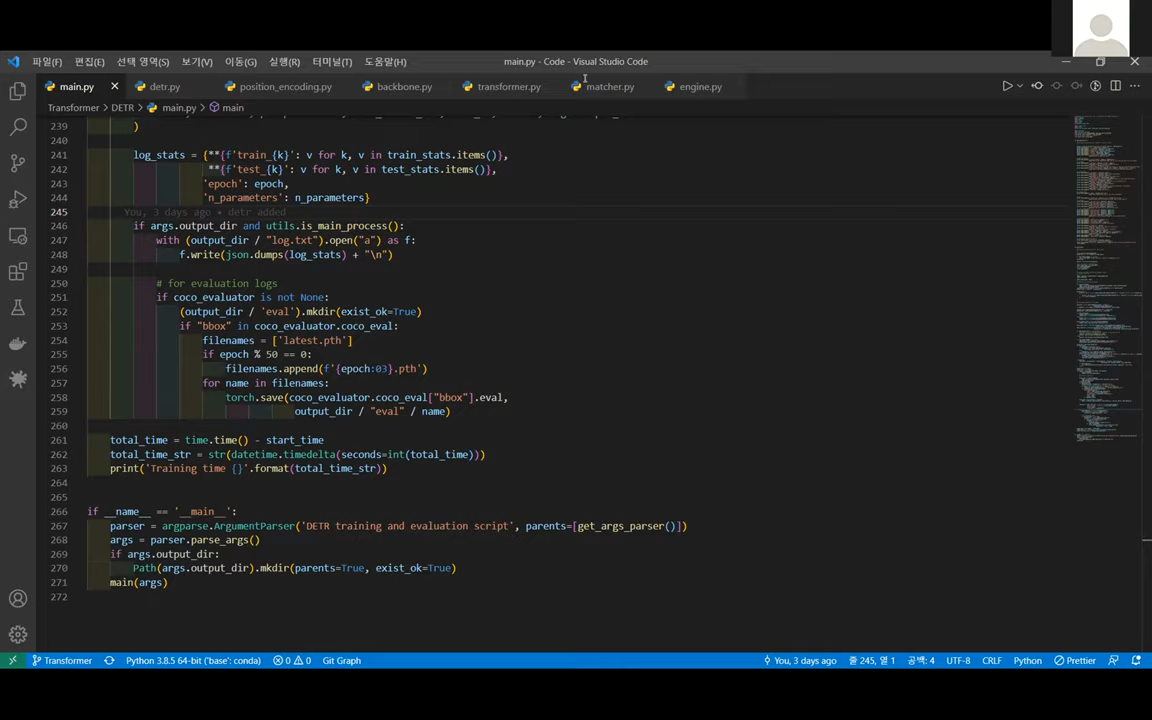 파일(F) 편집(E) 선택 영역(S) 보기(V) 이동(G) 실행(R) 터미널(T) 도움말(H) main.py - Code - Visual Studio Code
main.py detr.py position_encoding.py backbone.py transformer.py matcher.py engine.py
Transformer > DETR > main.py > main
239 )
240
241 log_stats = {**{f'train_{k}': v for k, v in train_stats.items()},
242 **{f'test_{k}': v for k, v in test_stats.items()},
243 'epoch': epoch,
244 'n_parameters': n_parameters}
245 You, 3 days ago • detr added
246 if args.output_dir and utils.is_main_process():
247 with (output_dir / "log.txt").open("a") as f:
248 f.write(json.dumps(log_stats) + "\n")
249
250 # for evaluation logs
251 if coco_evaluator is not None:
252 (output_dir / 'eval').mkdir(exist_ok=True)
253 if "bbox" in coco_evaluator.coco_eval:
254 filenames = ['latest.pth']
255 if epoch % 50 == 0:
256 filenames.append(f'{epoch:03}.pth')
257 for name in filenames:
258 torch.save(coco_evaluator.coco_eval["bbox"].eval,
259 output_dir / "eval" / name)
260
261 total_time = time.time() - start_time
262 total_time_str = str(datetime.timedelta(seconds=int(total_time)))
263 print('Training time {}'.format(total_time_str))
264
265
266 if __name__ == '__main__':
267 parser = argparse.ArgumentParser('DETR training and evaluation script', parents=[get_args_parser()])
268 args = parser.parse_args()
269 if args.output_dir:
270 Path(args.output_dir).mkdir(parents=True, exist_ok=True)
271 main(args)
272
Transformer Python 3.8.5 64-bit ('base': conda) 0 0 Git Graph You, 3 days ago 줄 245, 열 1 공백: 4 UTF-8 CRLF Python Prettier